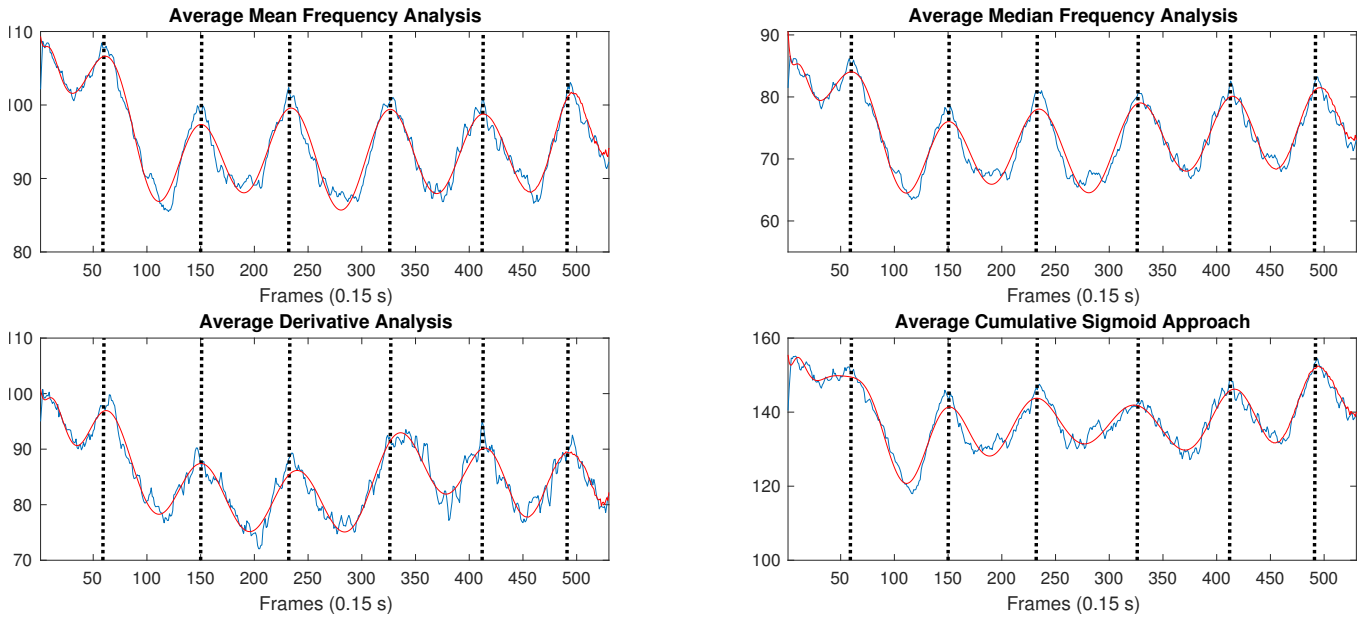 Average Mean Frequency Analysis
110
100
90
80
50 100 150 200 250 300 350 400 450 500
Frames (0.15 s)
Average Median Frequency Analysis
90
80
70
60
50 100 150 200 250 300 350 400 450 500
Frames (0.15 s)
Average Derivative Analysis
110
100
90
80
70
50 100 150 200 250 300 350 400 450 500
Frames (0.15 s)
Average Cumulative Sigmoid Approach
160
140
120
100
50 100 150 200 250 300 350 400 450 500
Frames (0.15 s)